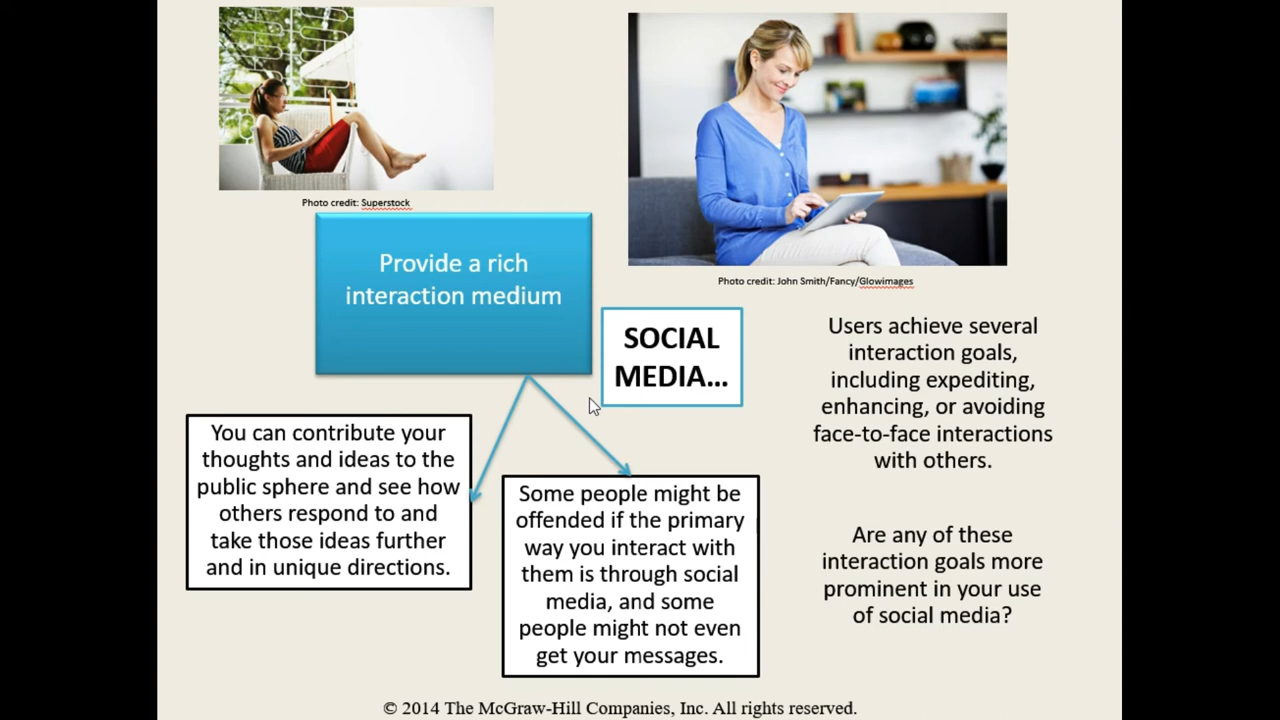 Photo credit: Superstock
Photo credit: John Smith/Fancy/Glowimages
Provide a rich
interaction medium
SOCIAL
MEDIA...
You can contribute your
thoughts and ideas to the
public sphere and see how
others respond to and
take those ideas further
and in unique directions.
Some people might be
offended if the primary
way you interact with
them is through social
media, and some
people might not even
get your messages.
Users achieve several
interaction goals,
including expediting,
enhancing, or avoiding
face-to-face interactions
with others.
Are any of these
interaction goals more
prominent in your use
of social media?
© 2014 The McGraw-Hill Companies, Inc. All rights reserved.